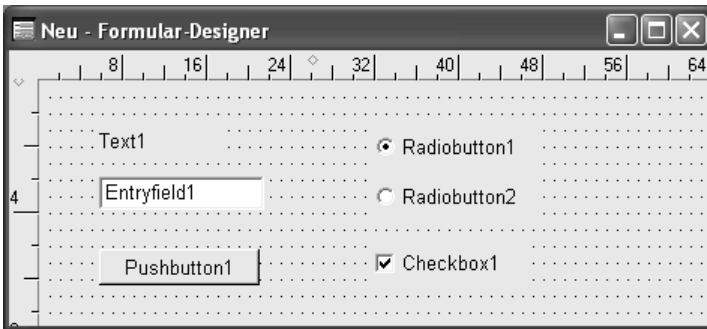 Neu - Formular-Designer
8 16 24 32 40 48 56 64
Text1
Radiobutton1
4
Entryfield1
Radiobutton2
Pushbutton1
Checkbox1